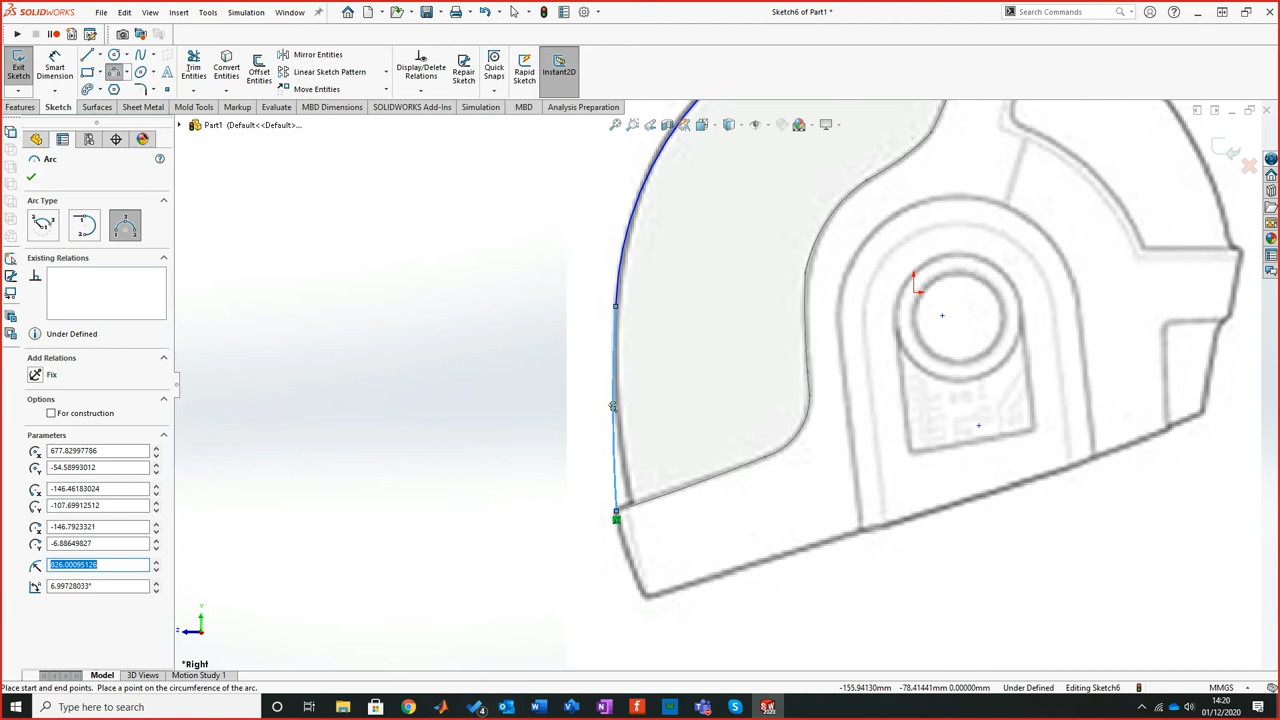 SOLIDWORKS
File
Edit
View
Insert
Tools
Simulation
Window
Sketch6 of Part1 *
Search Commands
Exit Sketch
Smart Dimension
Trim Entities
Convert Entities
Offset Entities
Mirror Entities
Linear Sketch Pattern
Move Entities
Display/Delete Relations
Repair Sketch
Quick Snaps
Rapid Sketch
Instant2D
Features
Sketch
Surfaces
Sheet Metal
Mold Tools
Markup
Evaluate
MBD Dimensions
SOLIDWORKS Add-Ins
Simulation
MBD
Analysis Preparation
Part1 (Default<<Default>...
Arc
Arc Type
Existing Relations
Under Defined
Add Relations
Fix
Options
For construction
Parameters
677.82997786
-54.58993012
-146.46183024
-107.69912512
-146.7923321
-6.88649827
826.00095126
6.99728033°
Y
Z
*Right
Model
3D Views
Motion Study 1
Place start and end points. Place a point on the circumference of the arc.
-155.94130mm
-78.41441mm 0.00000mm
Under Defined
Editing Sketch6
MMGS
Type here to search
14:20
01/12/2020